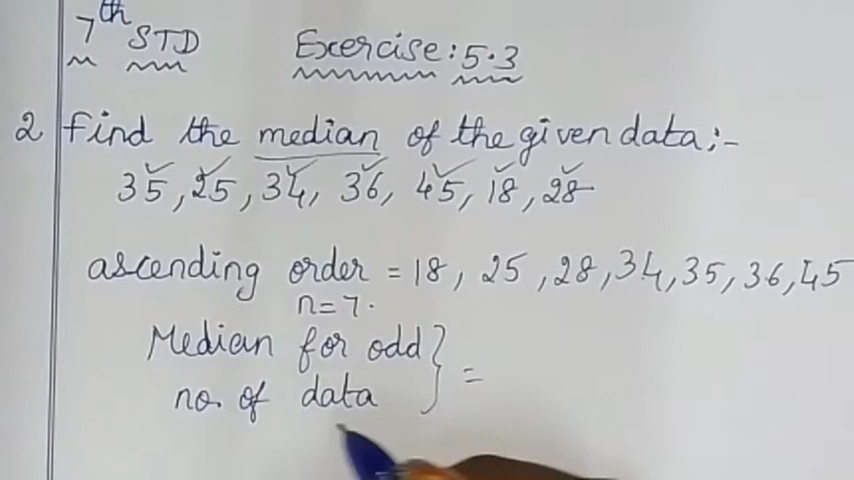 7th STD Exercise: 5.3
2 Find the median of the given data:-
35, 25, 34, 36, 45, 18, 28
ascending order = 18, 25, 28, 34, 35, 36, 45
n=7.
Median for odd } =
no. of data